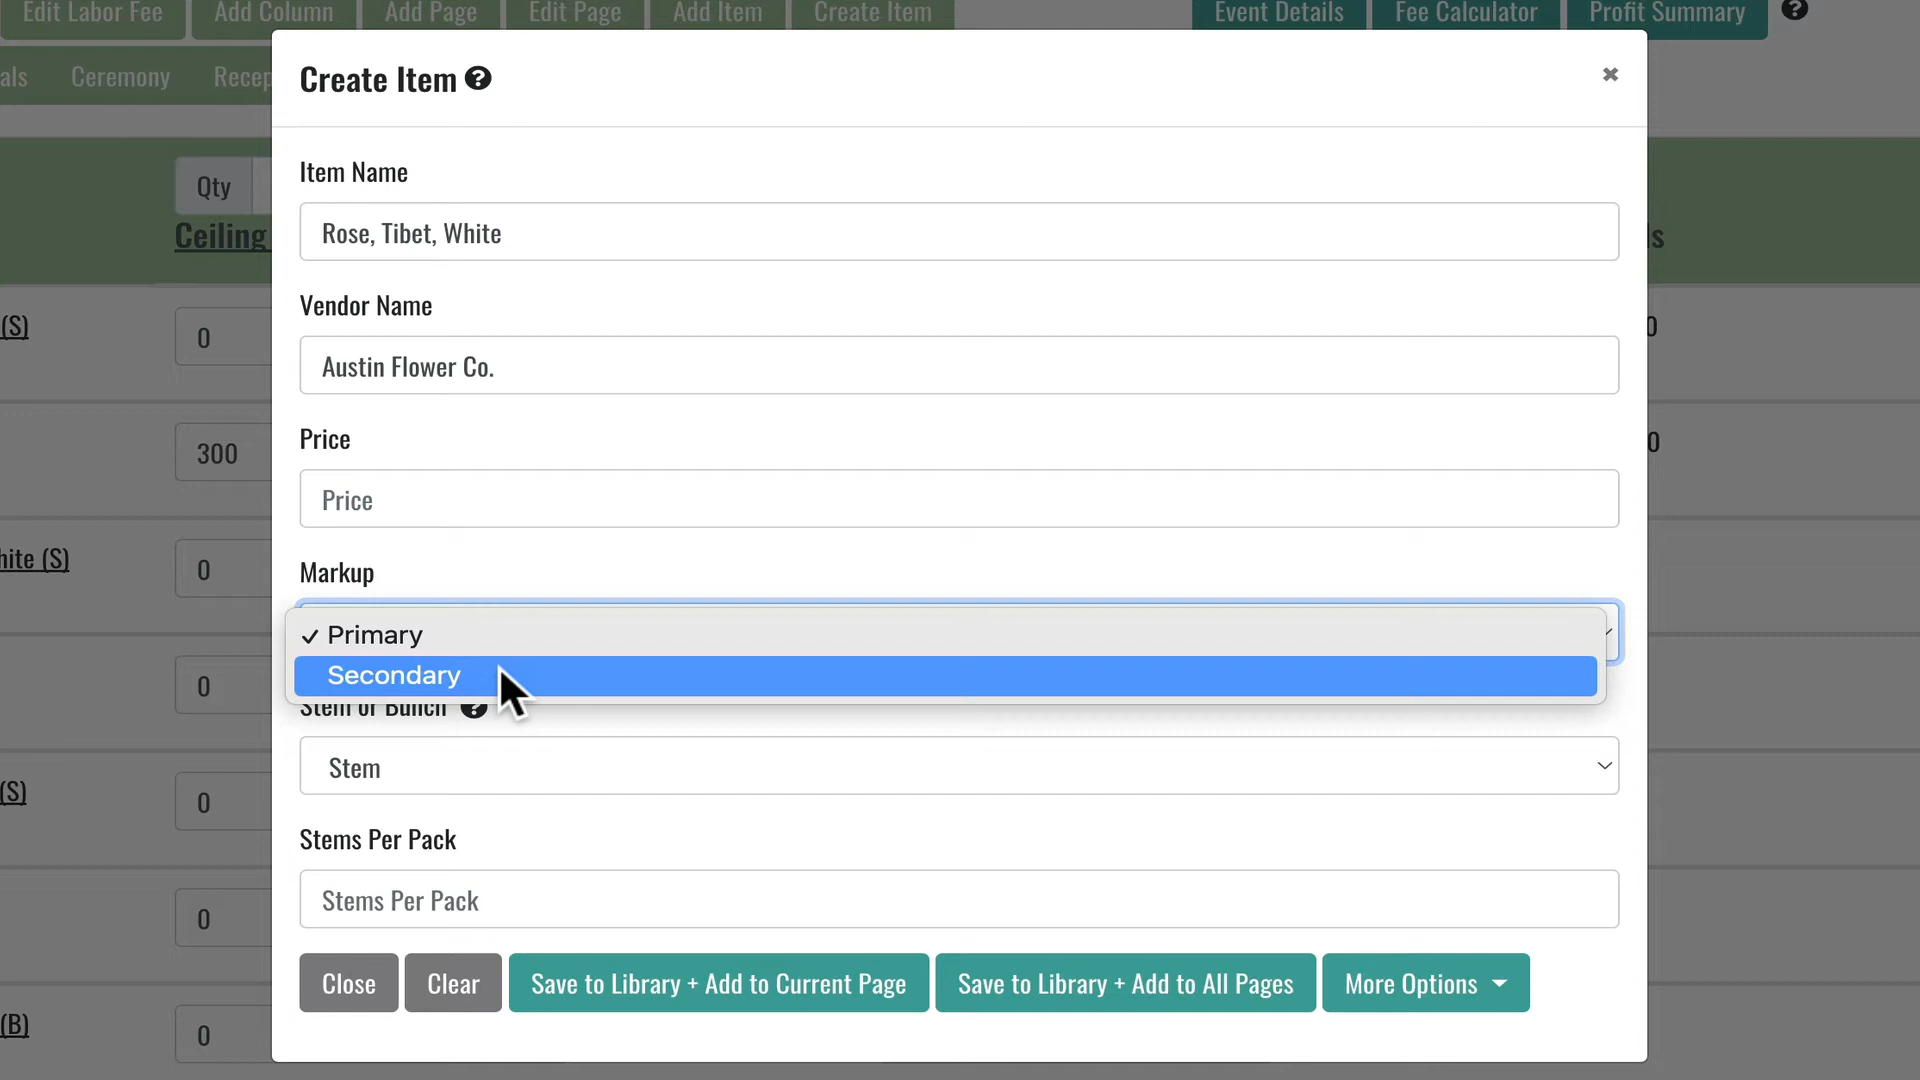 Edit Labor Fee
Add Column
Add Page
Edit Page
Add Item
Create Item
Event Details
Fee Calculator
Profit Summary
?
als
Ceremony
Recep
Create Item ?
×
Item Name
Rose, Tibet, White
Vendor Name
Austin Flower Co.
Price
Price
Markup
✓ Primary
Secondary
Stem or Bunch ?
Stem
Stems Per Pack
Stems Per Pack
Close
Clear
Save to Library + Add to Current Page
Save to Library + Add to All Pages
More Options
Qty
Ceiling
ls
(S)
0
0
300
0
hite (S)
0
0
(S)
0
0
(B)
0